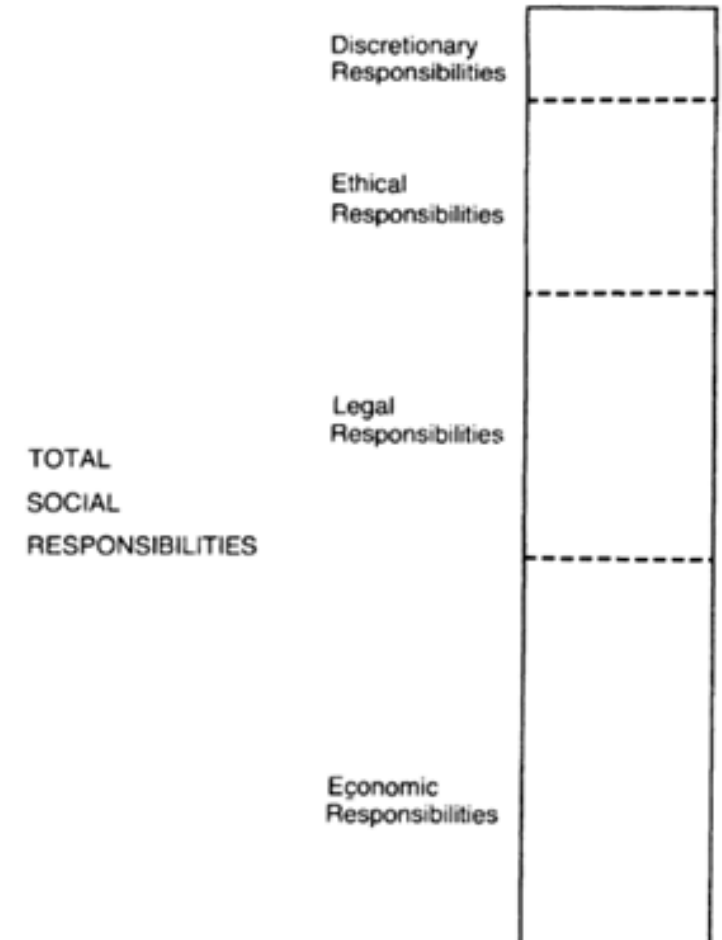 Discretionary
Responsibilities
Ethical
Responsibilities
Legal
Responsibilities
TOTAL
SOCIAL
RESPONSIBILITIES
Economic
Responsibilities